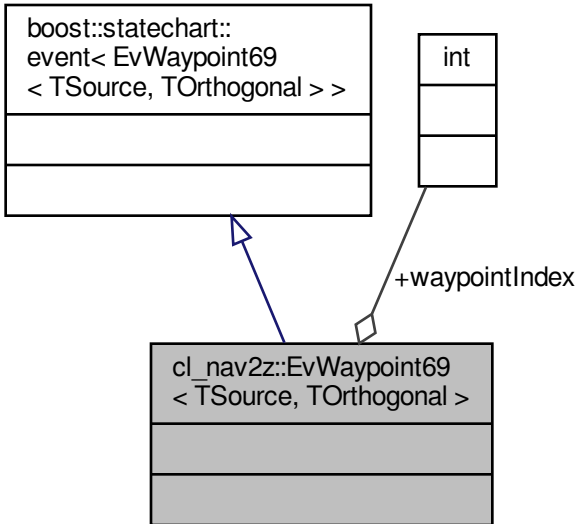 boost::statechart::
event< EvWaypoint69
< TSource, TOrthogonal > >
int
+waypointIndex
cl_nav2z::EvWaypoint69
< TSource, TOrthogonal >